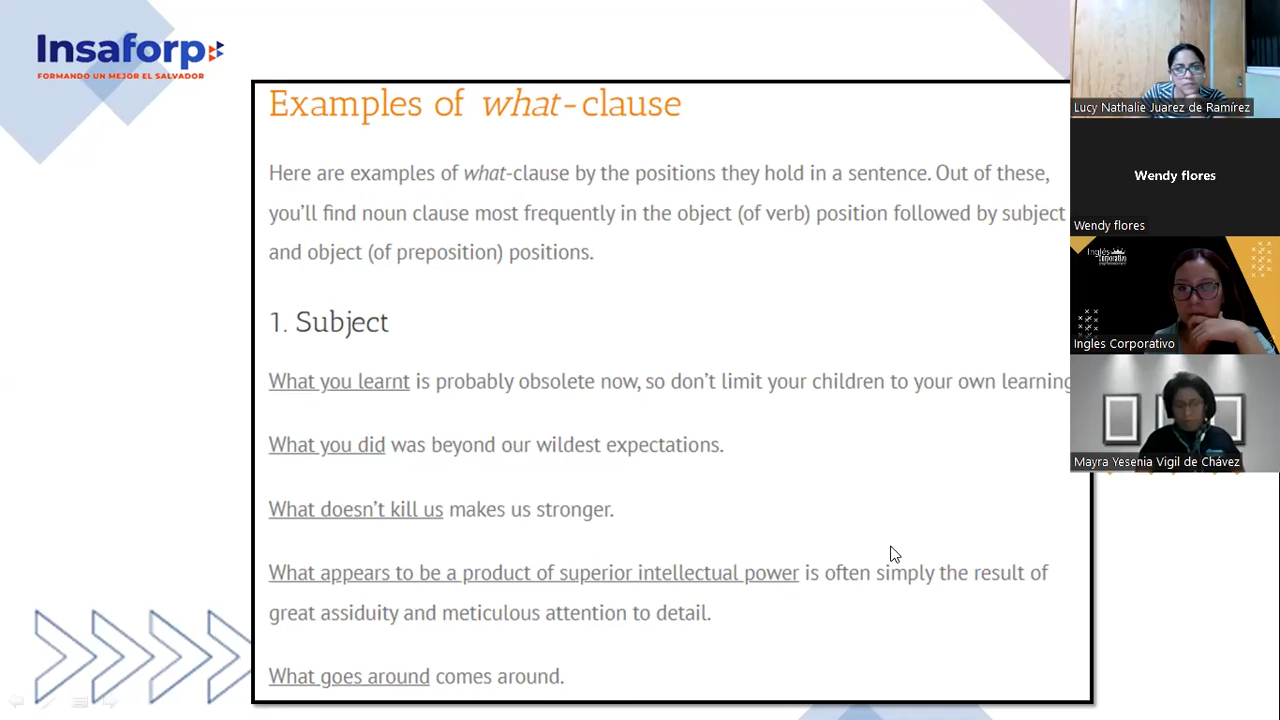 Insaforp
FORMANDO UN MEJOR EL SALVADOR
Examples of what-clause
Here are examples of what-clause by the positions they hold in a sentence. Out of these,
you'll find noun clause most frequently in the object (of verb) position followed by subject
and object (of preposition) positions.
1. Subject
What you learnt is probably obsolete now, so don't limit your children to your own learning
What you did was beyond our wildest expectations.
What doesn't kill us makes us stronger.
What appears to be a product of superior intellectual power is often simply the result of
great assiduity and meticulous attention to detail.
What goes around comes around.
Lucy Nathalie Juarez de Ramírez
Wendy flores
Wendy flores
Inglés
Corporativo
Ingles Corporativo
Mayra Yesenia Vigil de Chávez